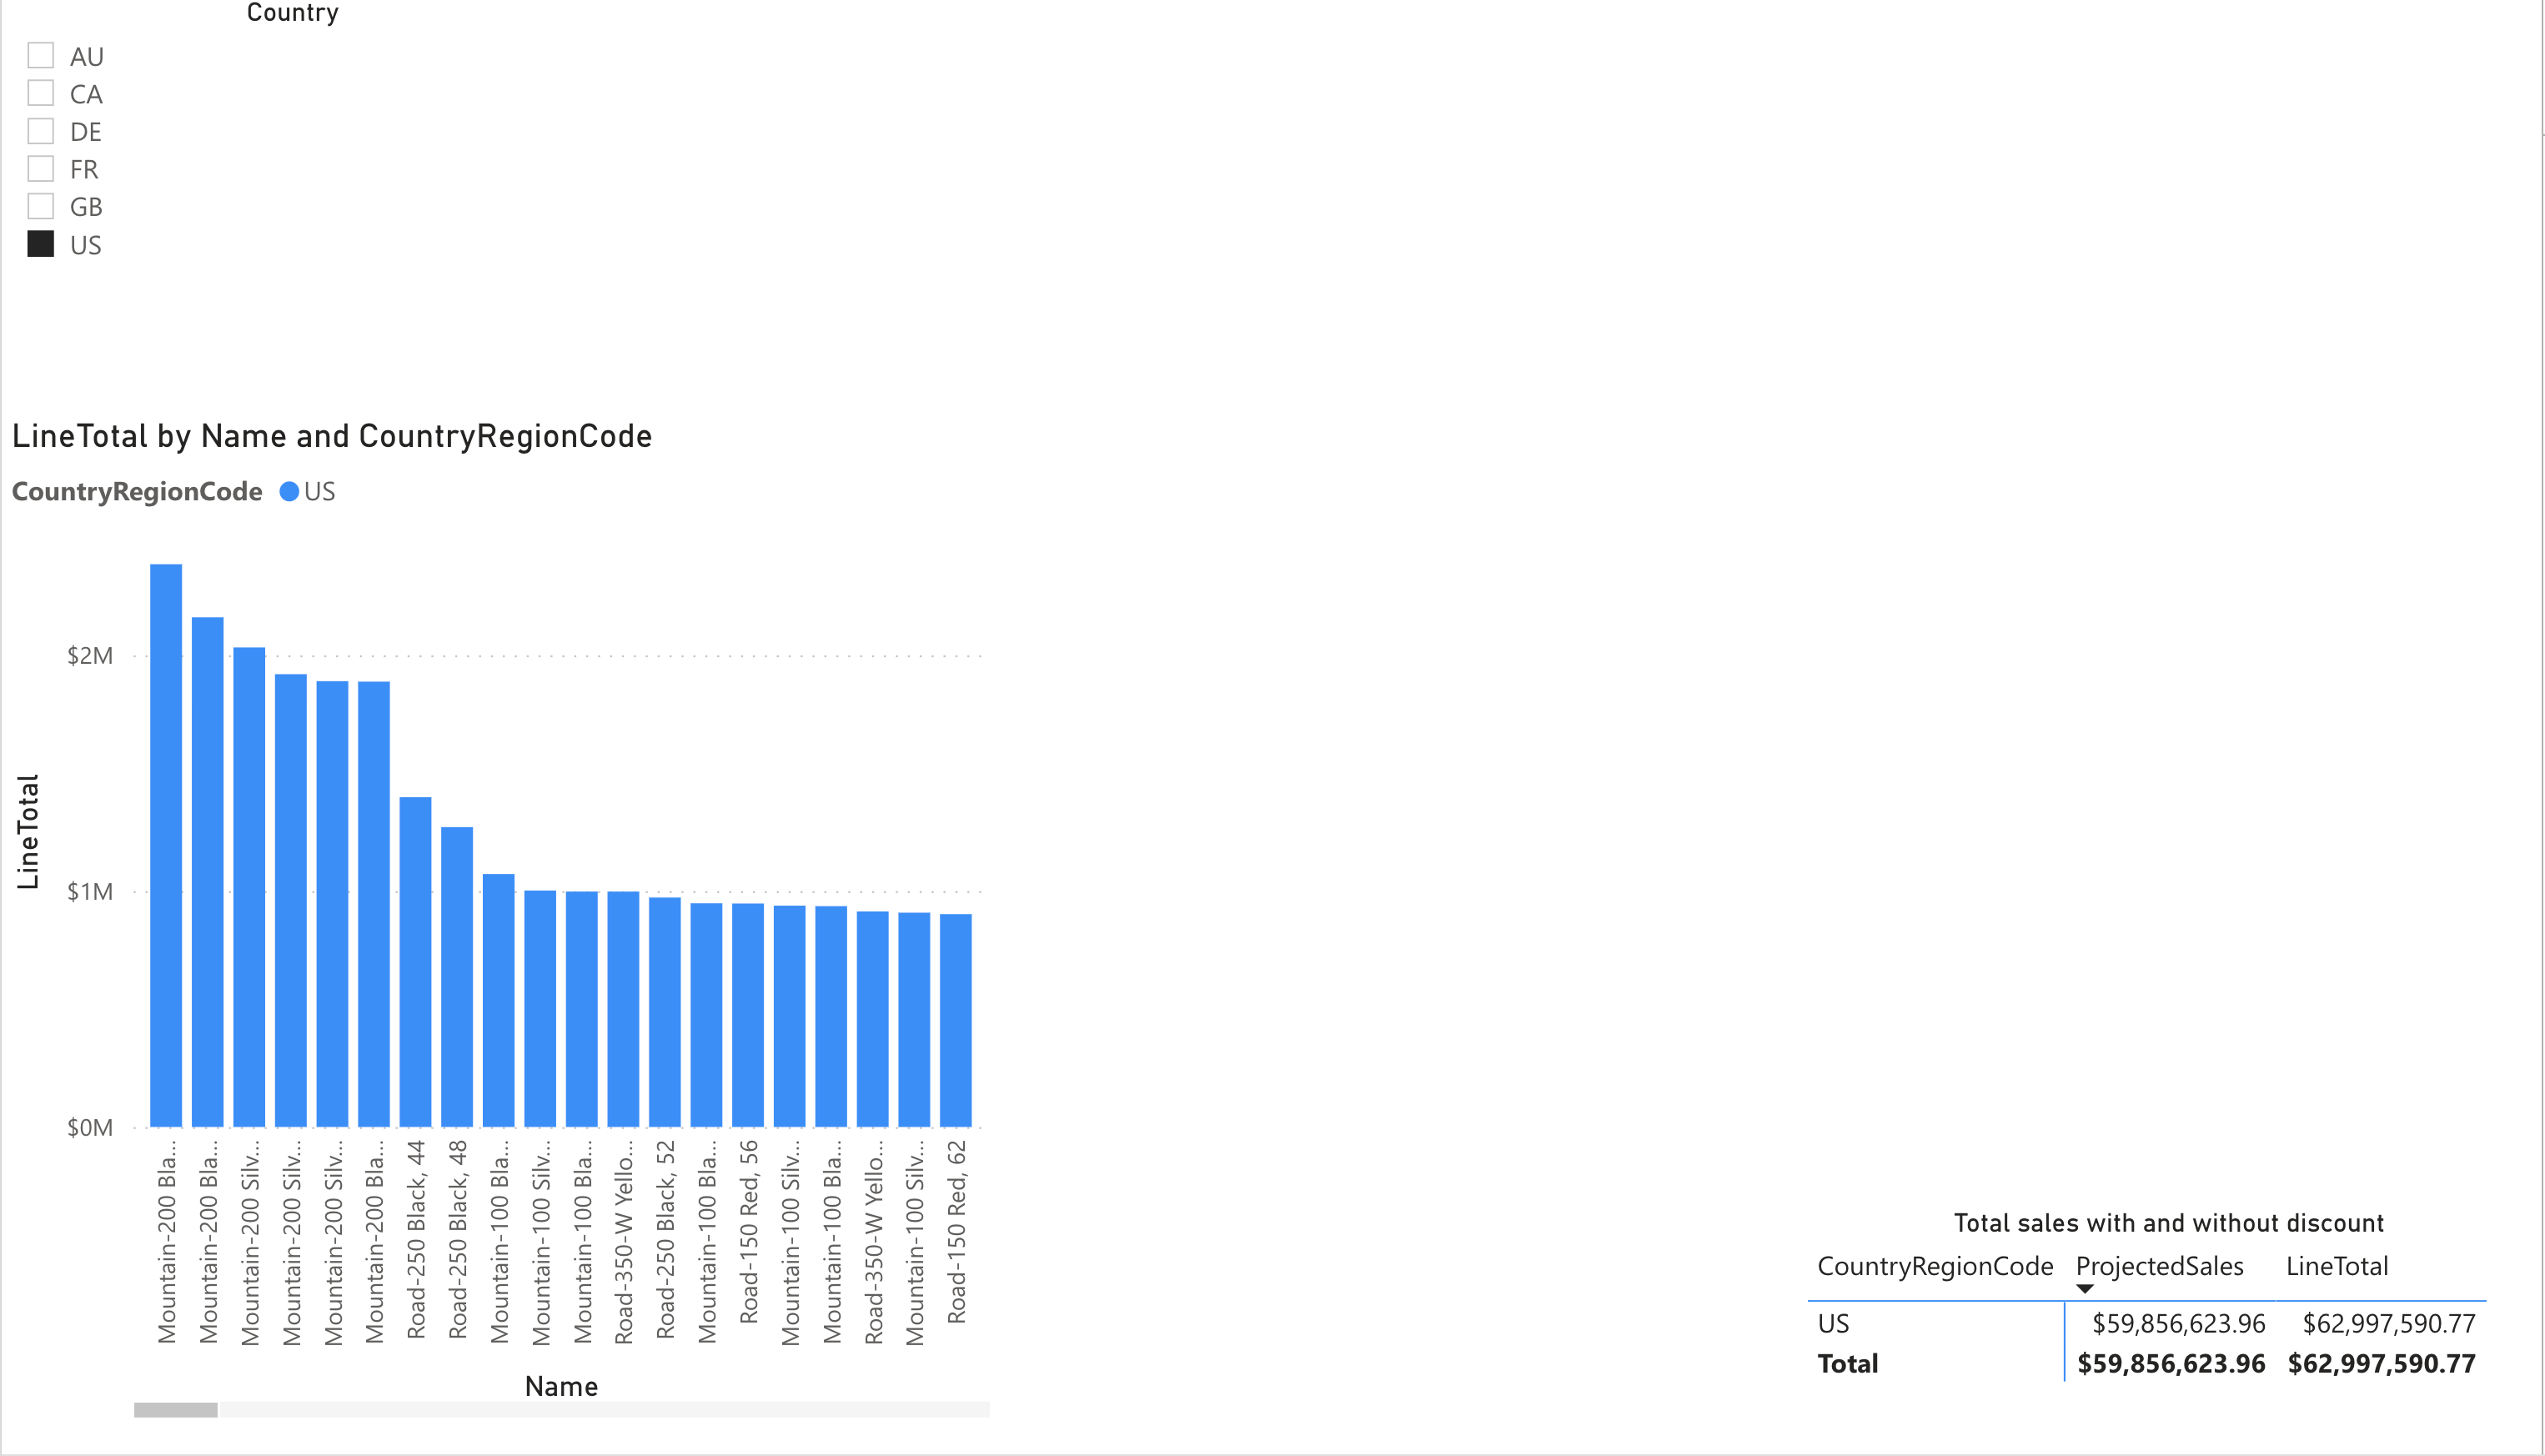 Country
AU
CA
DE
FR
GB
US
LineTotal by Name and CountryRegionCode
CountryRegionCode US
LineTotal
$2M
$1M
$0M
Mountain-200 Bla...
Mountain-200 Bla...
Mountain-200 Silv...
Mountain-200 Silv...
Mountain-200 Silv...
Mountain-200 Bla...
Road-250 Black, 44
Road-250 Black, 48
Mountain-100 Bla...
Mountain-100 Silv...
Mountain-100 Bla...
Road-350-W Yello...
Road-250 Black, 52
Mountain-100 Bla...
Road-150 Red, 56
Mountain-100 Silv...
Mountain-100 Bla...
Road-350-W Yello...
Mountain-100 Silv...
Road-150 Red, 62
Name
Total sales with and without discount
CountryRegionCode ProjectedSales LineTotal
US $59,856,623.96 $62,997,590.77
Total $59,856,623.96 $62,997,590.77